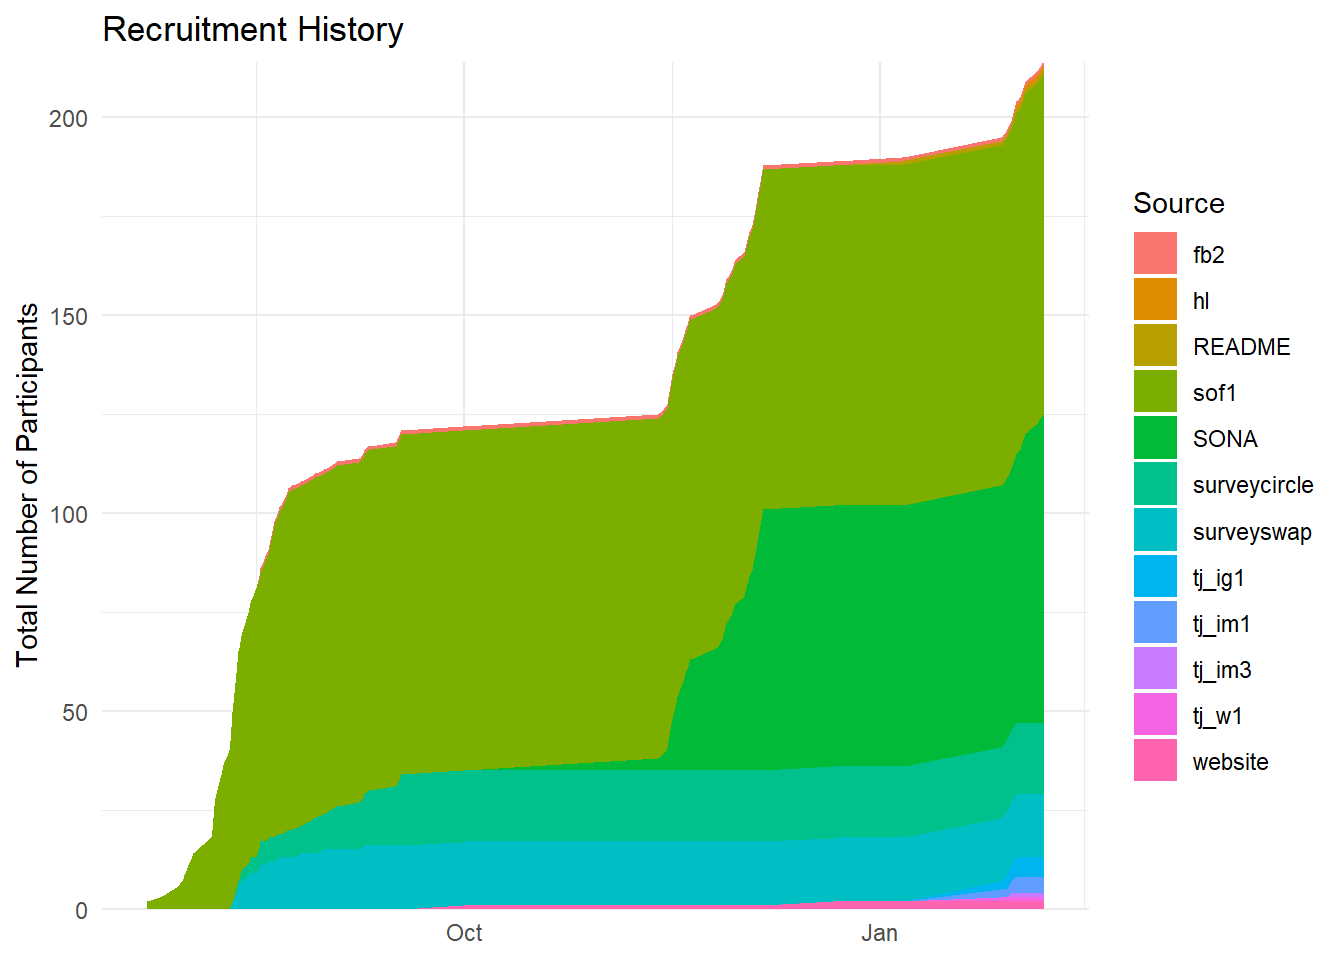 Recruitment History
Total Number of Participants
200
150
100
50
0
Oct
Jan
Source
fb2
hl
README
sof1
SONA
surveycircle
surveyswap
tj_ig1
tj_im1
tj_im3
tj_w1
website